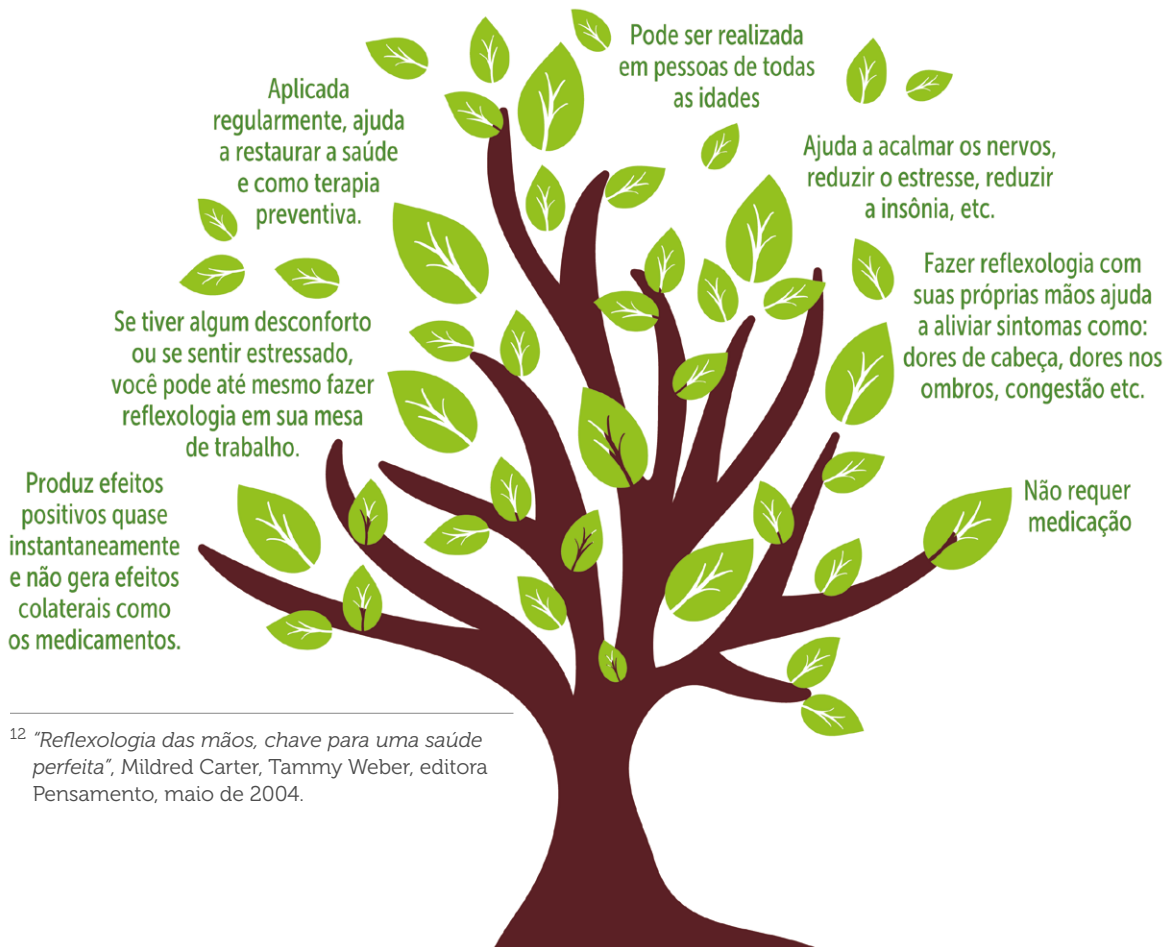 Pode ser realizada
em pessoas de todas
as idades
Aplicada
regularmente, ajuda
a restaurar a saúde
e como terapia
preventiva.
Ajuda a acalmar os nervos,
reduzir o estresse, reduzir
a insônia, etc.
Fazer reflexologia com
suas próprias mãos ajuda
a aliviar sintomas como:
dores de cabeça, dores nos
ombros, congestão etc.
Se tiver algum desconforto
ou se sentir estressado,
você pode até mesmo fazer
reflexologia em sua mesa
de trabalho.
Produz efeitos
positivos quase
instantaneamente
e não gera efeitos
colaterais como
os medicamentos.
Não requer
medicação
12 “Reflexologia das mãos, chave para uma saúde
perfeita”, Mildred Carter, Tammy Weber, editora
Pensamento, maio de 2004.